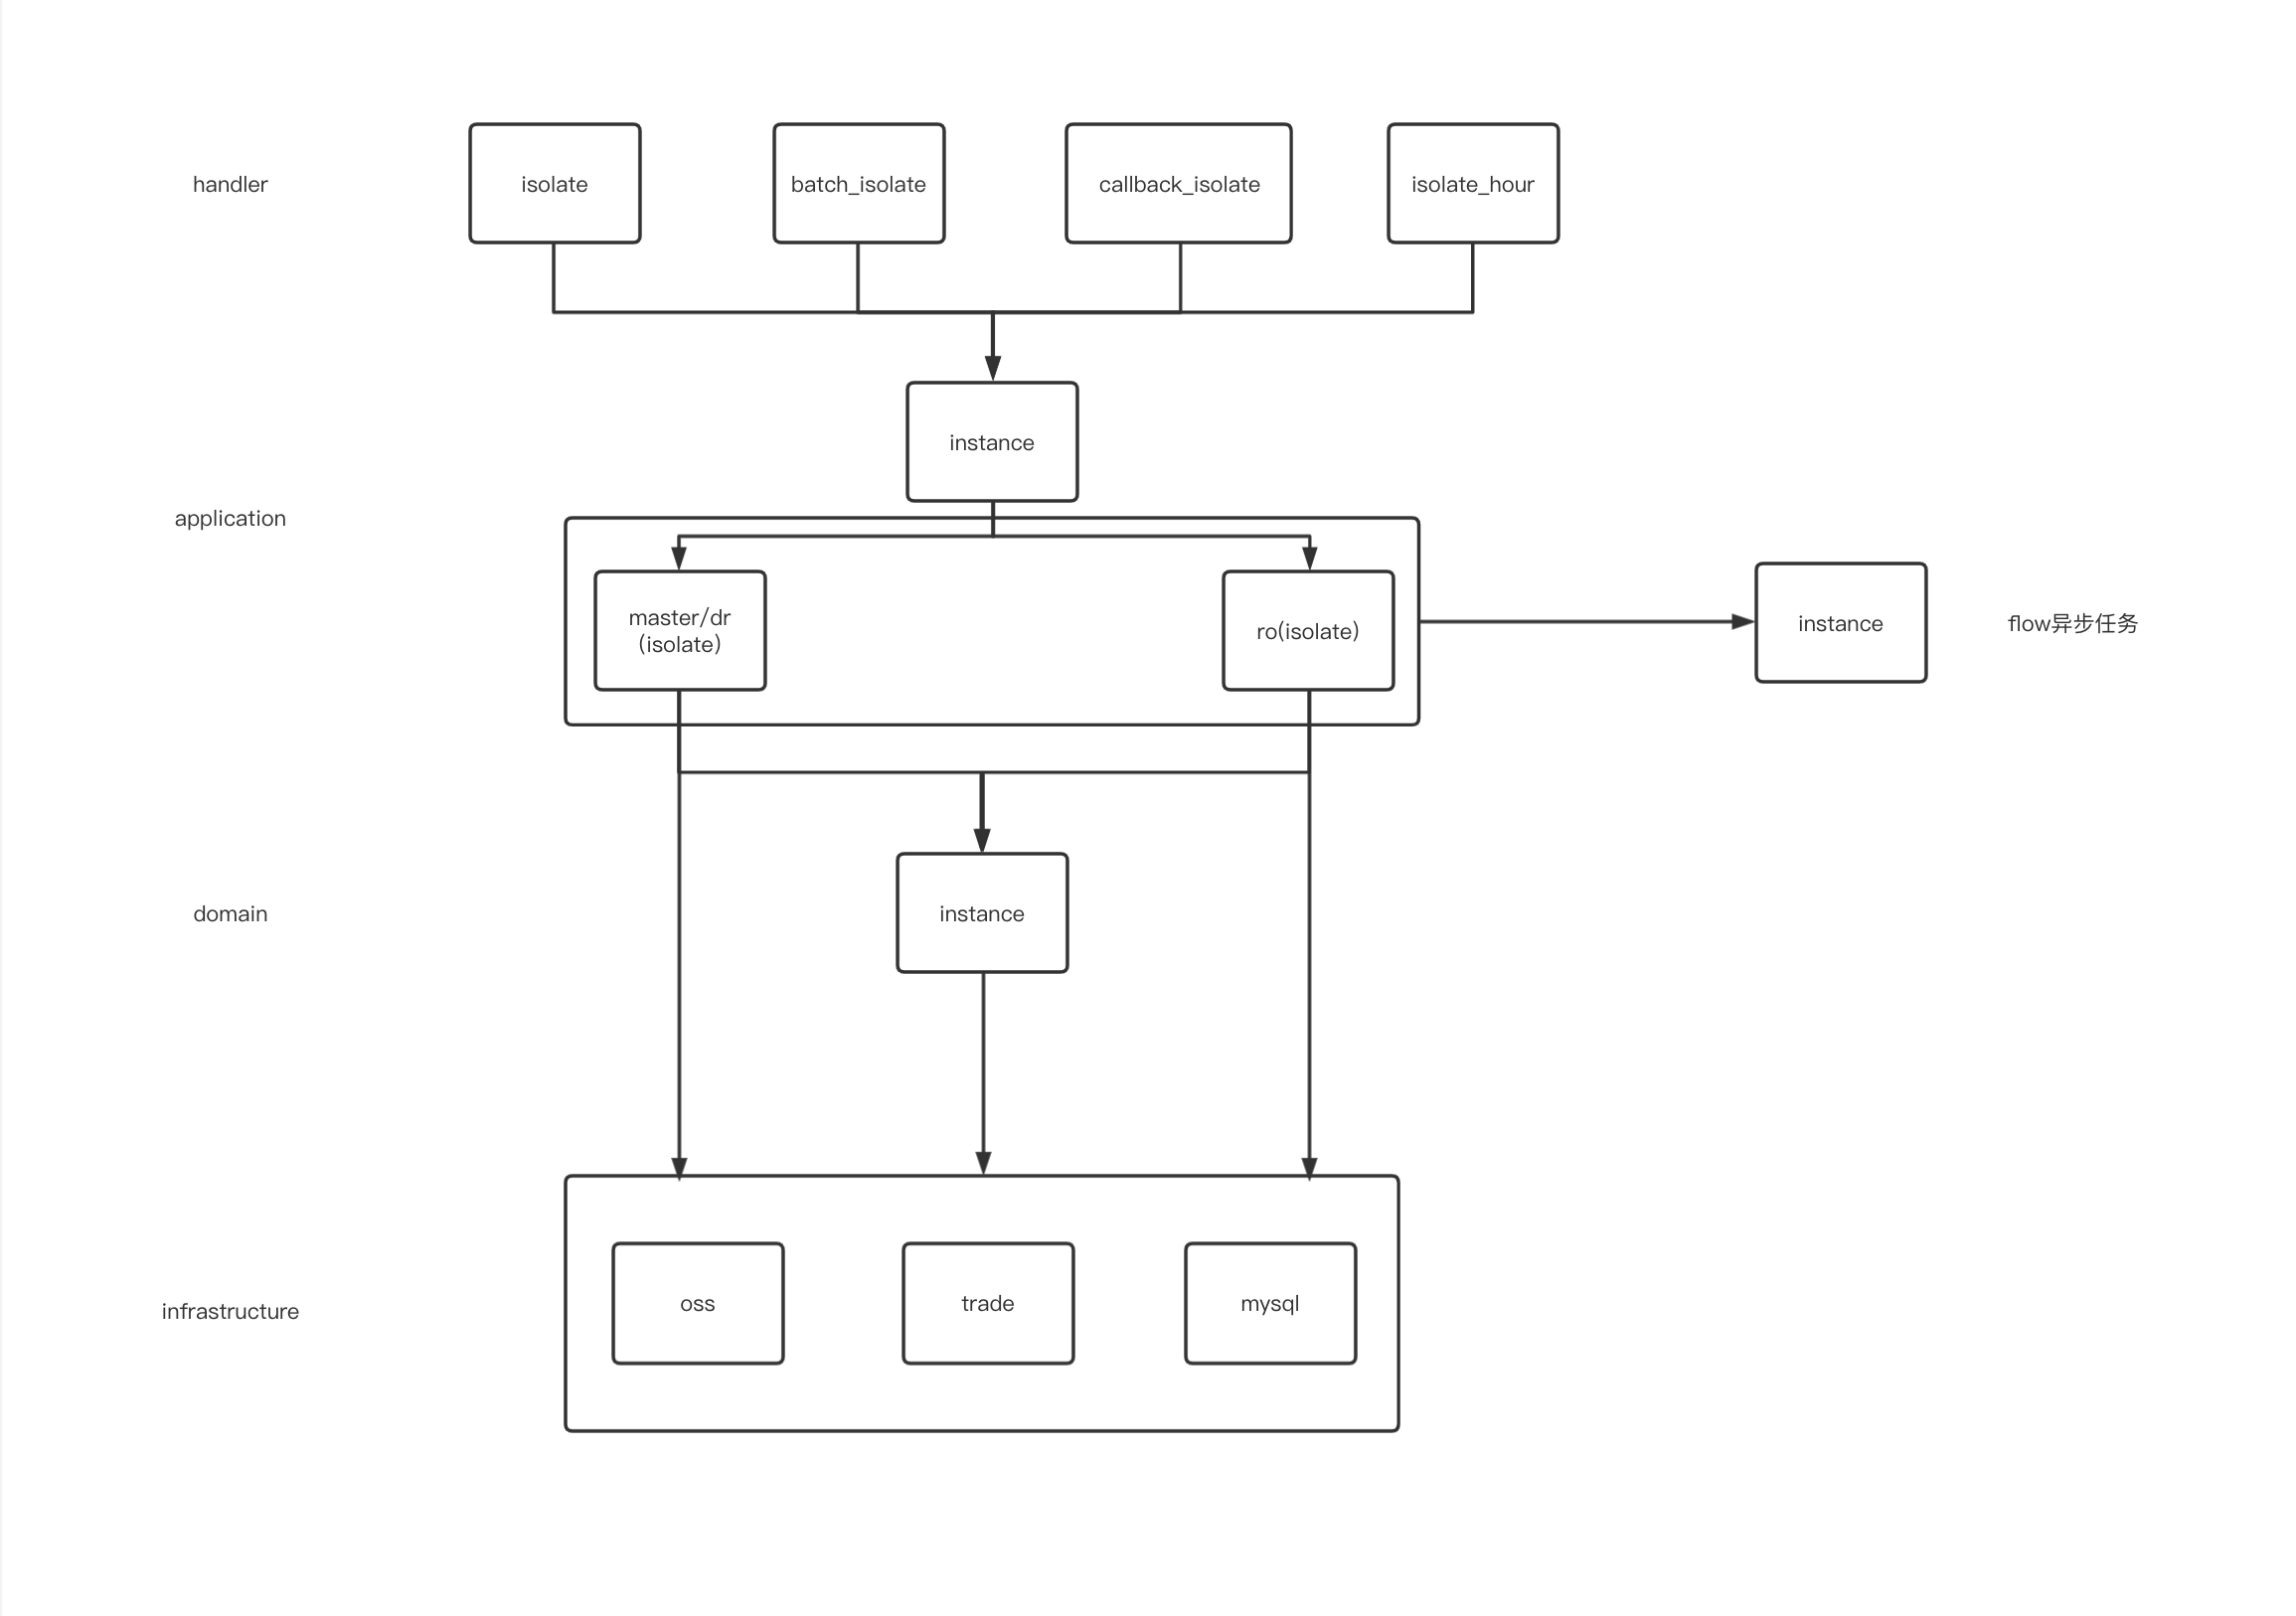 handler
isolate
batch_isolate
callback_isolate
isolate_hour
instance
application
master/dr
(isolate)
ro(isolate)
instance
flow异步任务
domain
instance
infrastructure
oss
trade
mysql